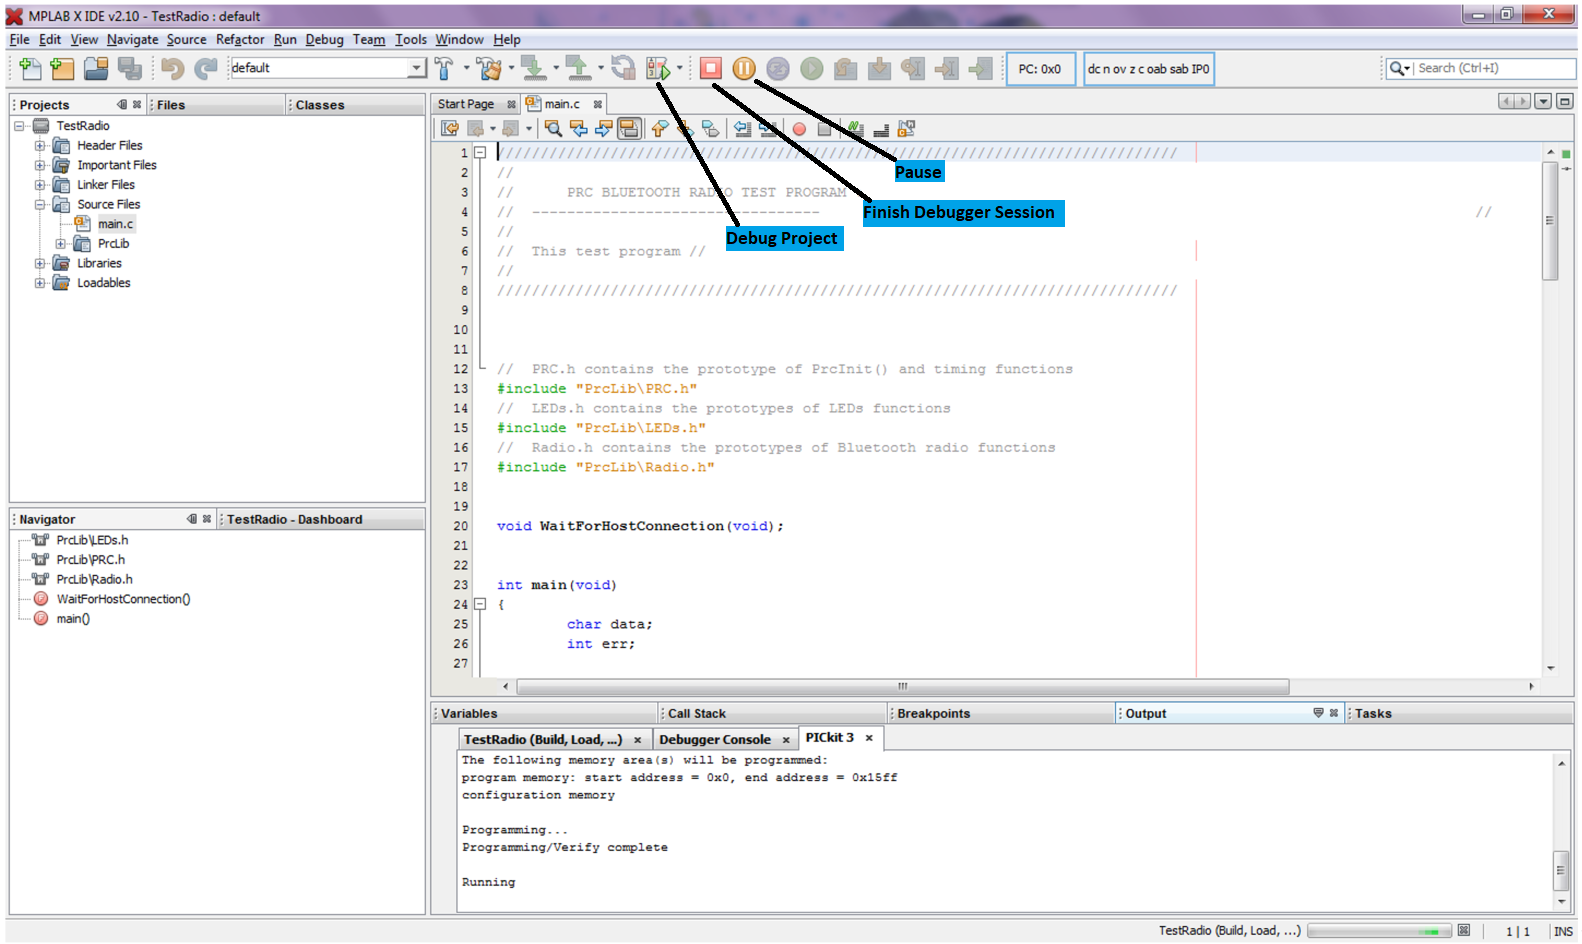 MPLAB X IDE v2.10 - TestRadio : default
File Edit View Navigate Source Refactor Run Debug Team Tools Window Help
default
PC: 0x0
dc n ov z c oab sab IP0
Search (Ctrl+I)
Projects
Files
Classes
TestRadio
Header Files
Important Files
Linker Files
Source Files
main.c
PrcLib
Libraries
Loadables
Navigator
TestRadio - Dashboard
PrcLib\LEDs.h
PrcLib\PRC.h
PrcLib\Radio.h
WaitForHostConnection()
main()
Start Page
main.c
Pause
Finish Debugger Session
Debug Project
1 //////////////////////////////////////////////////////////////////////////////
2 //
3 // PRC BLUETOOTH RADIO TEST PROGRAM
4 // --------------------------------- //
5 //
6 // This test program //
7 //
8 //////////////////////////////////////////////////////////////////////////////
9
10
11
12 // PRC.h contains the prototype of PrcInit() and timing functions
13 #include "PrcLib\PRC.h"
14 // LEDs.h contains the prototypes of LEDs functions
15 #include "PrcLib\LEDs.h"
16 // Radio.h contains the prototypes of Bluetooth radio functions
17 #include "PrcLib\Radio.h"
18
19
20 void WaitForHostConnection(void);
21
22
23 int main(void)
24 {
25 char data;
26 int err;
27
Variables
Call Stack
Breakpoints
Output
Tasks
TestRadio (Build, Load, ...)
Debugger Console
PICkit 3
The following memory area(s) will be programmed:
program memory: start address = 0x0, end address = 0x15ff
configuration memory
Programming...
Programming/Verify complete
Running
TestRadio (Build, Load, ...)
1 | 1
INS